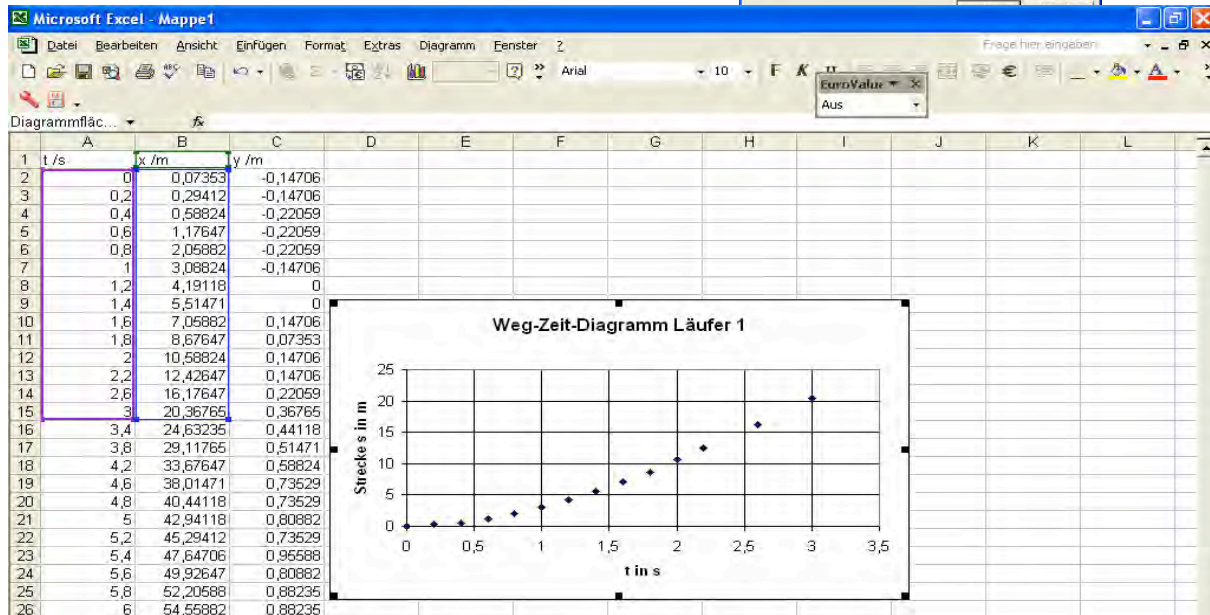 Microsoft Excel - Mappe1
Datei Bearbeiten Ansicht Einfügen Format Extras Diagramm Fenster ? Frage hier eingeben
Arial 10 F K U
EuroValue
Aus
Diagrammfläc... fx
A B C D E F G H I J K L
1 t /s x /m y /m
2 0 0,07353 -0,14706
3 0,2 0,29412 -0,14706
4 0,4 0,58824 -0,22059
5 0,6 1,17647 -0,22059
6 0,8 2,05882 -0,22059
7 1 3,08824 -0,14706
8 1,2 4,19118 0
9 1,4 5,51471 0
10 1,6 7,05882 0,14706
11 1,8 8,67647 0,07353
12 2 10,58824 0,14706
13 2,2 12,42647 0,14706
14 2,6 16,17647 0,22059
15 3 20,36765 0,36765
16 3,4 24,63235 0,44118
17 3,8 29,11765 0,51471
18 4,2 33,67647 0,58824
19 4,6 38,01471 0,73529
20 4,8 40,44118 0,73529
21 5 42,94118 0,80882
22 5,2 45,29412 0,73529
23 5,4 47,64706 0,95588
24 5,6 49,92647 0,80882
25 5,8 52,20588 0,88235
26 6 54,55882 0,88235
Weg-Zeit-Diagramm Läufer 1
Strecke s in m
25
20
15
10
5
0
0 0,5 1 1,5 2 2,5 3 3,5
t in s